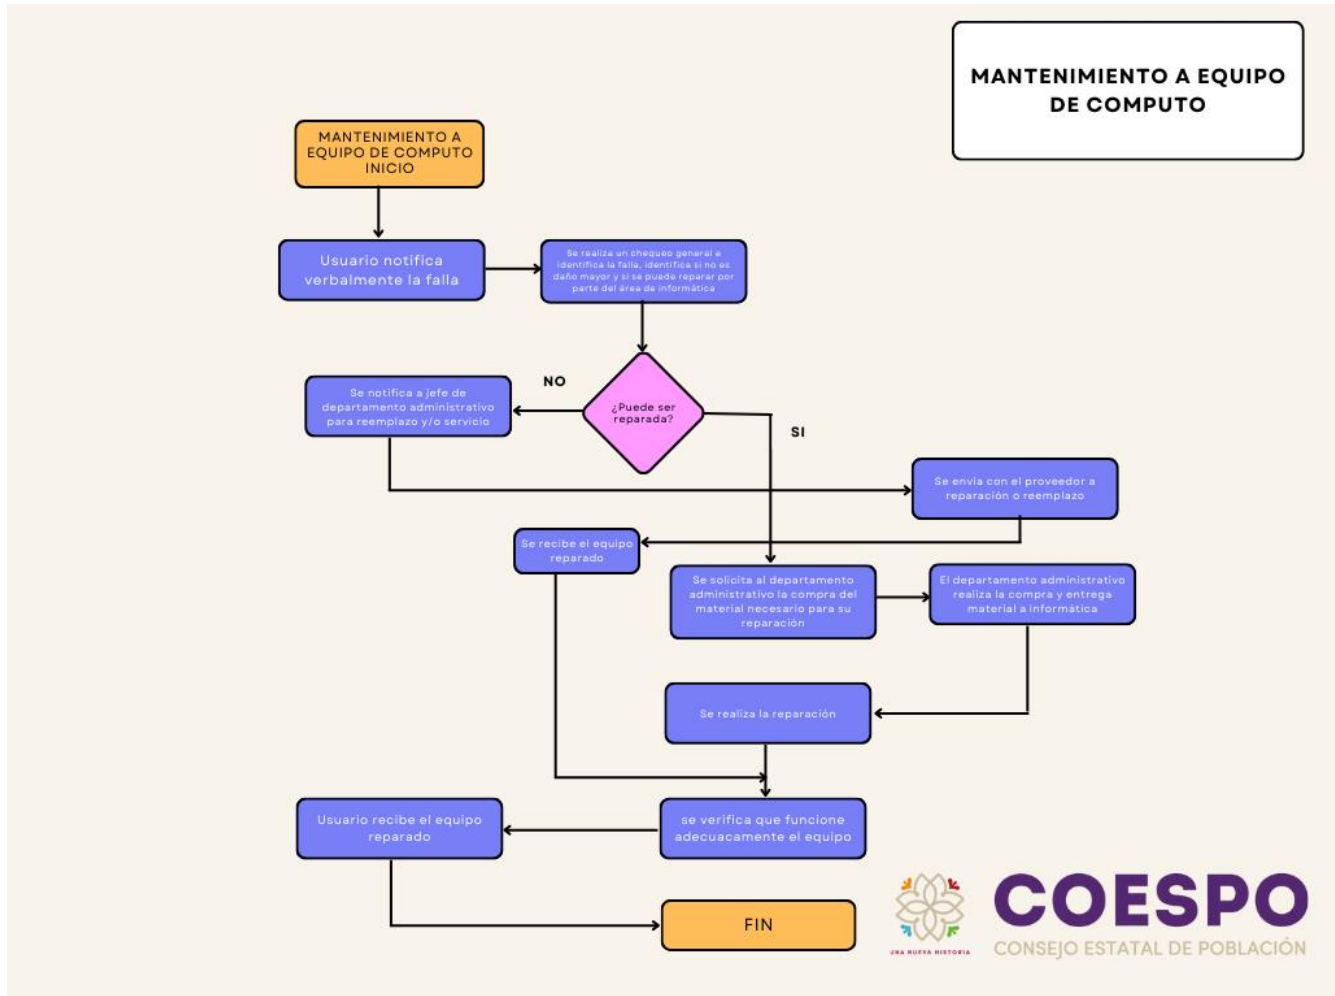 MANTENIMIENTO A EQUIPO
DE COMPUTO
MANTENIMIENTO A
EQUIPO DE COMPUTO
INICIO
Usuario notifica
verbalmente la falla
Se realiza un chequeo general e
identifica la falla, identifica si no es
daño mayor y si se puede reparar por
parte del área de informática
¿Puede ser
reparada?
NO
SI
Se notifica a jefe de
departamento administrativo
para reemplazo y/o servicio
Se envia con el proveedor a
reparación o reemplazo
Se recibe el equipo
reparado
Se solicita al departamento
administrativo la compra del
material necesario para su
reparación
El departamento administrativo
realiza la compra y entrega
material a informática
Se realiza la reparación
se verifica que funcione
adecuacamente el equipo
Usuario recibe el equipo
reparado
FIN
UNA NUEVA HISTORIA
COESPO
CONSEJO ESTATAL DE POBLACIÓN